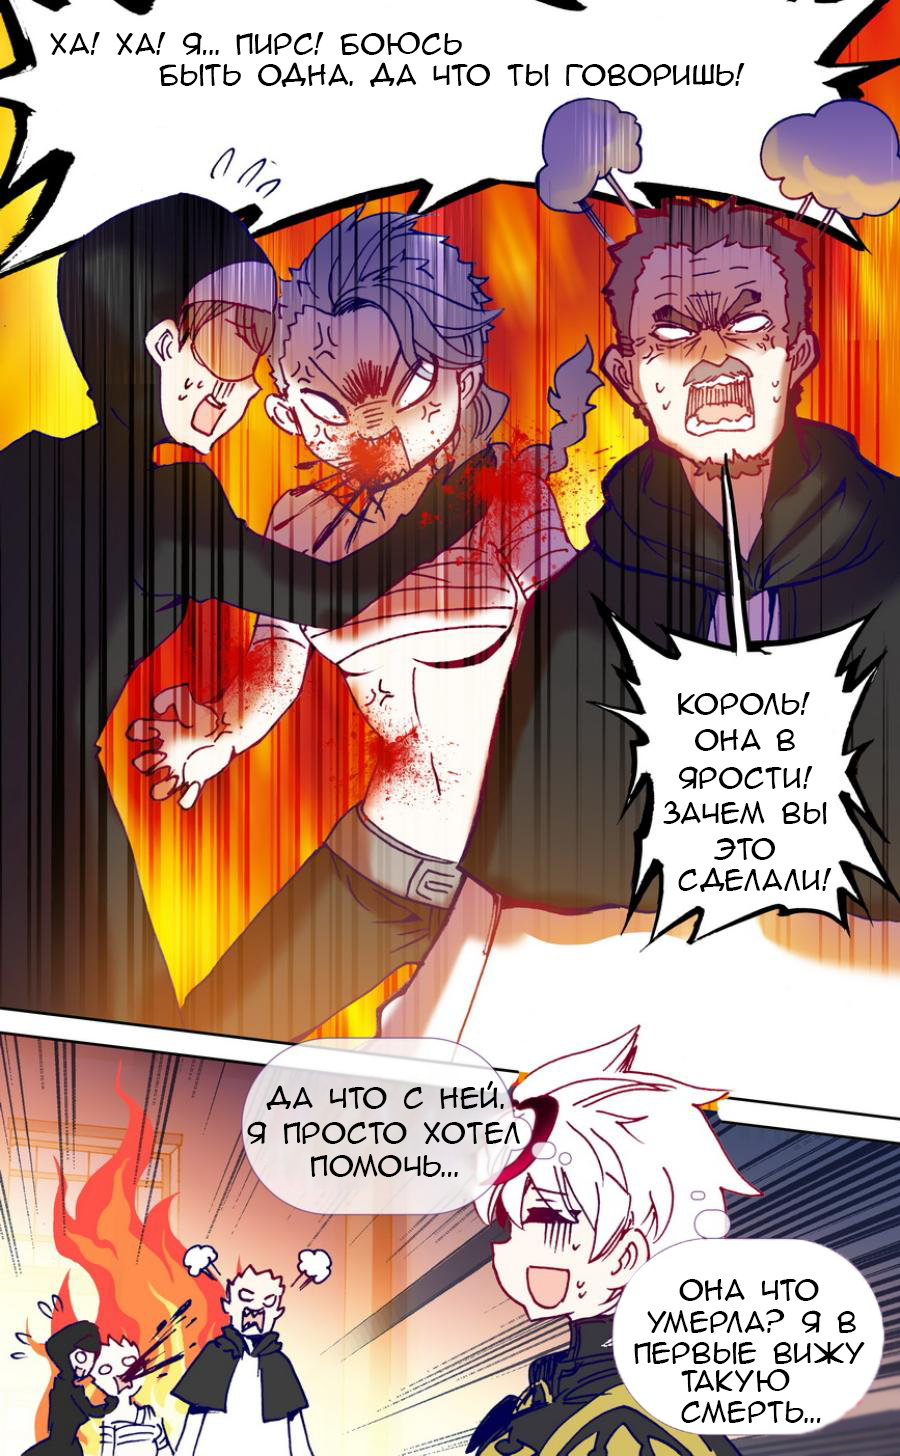 ХА! ХА! Я... ПИРС! БОЮСЬ
БЫТЬ ОДНА. ДА ЧТО ТЫ ГОВОРИШЬ!
КОРОЛЬ!
ОНА В
ЯРОСТИ!
ЗАЧЕМ ВЫ
ЭТО
СДЕЛАЛИ!
ДА ЧТО С НЕЙ.
Я ПРОСТО ХОТЕЛ
ПОМОЧЬ...
ОНА ЧТО
УМЕРЛА? Я В
ПЕРВЫЕ ВИЖУ
ТАКУЮ
СМЕРТЬ...